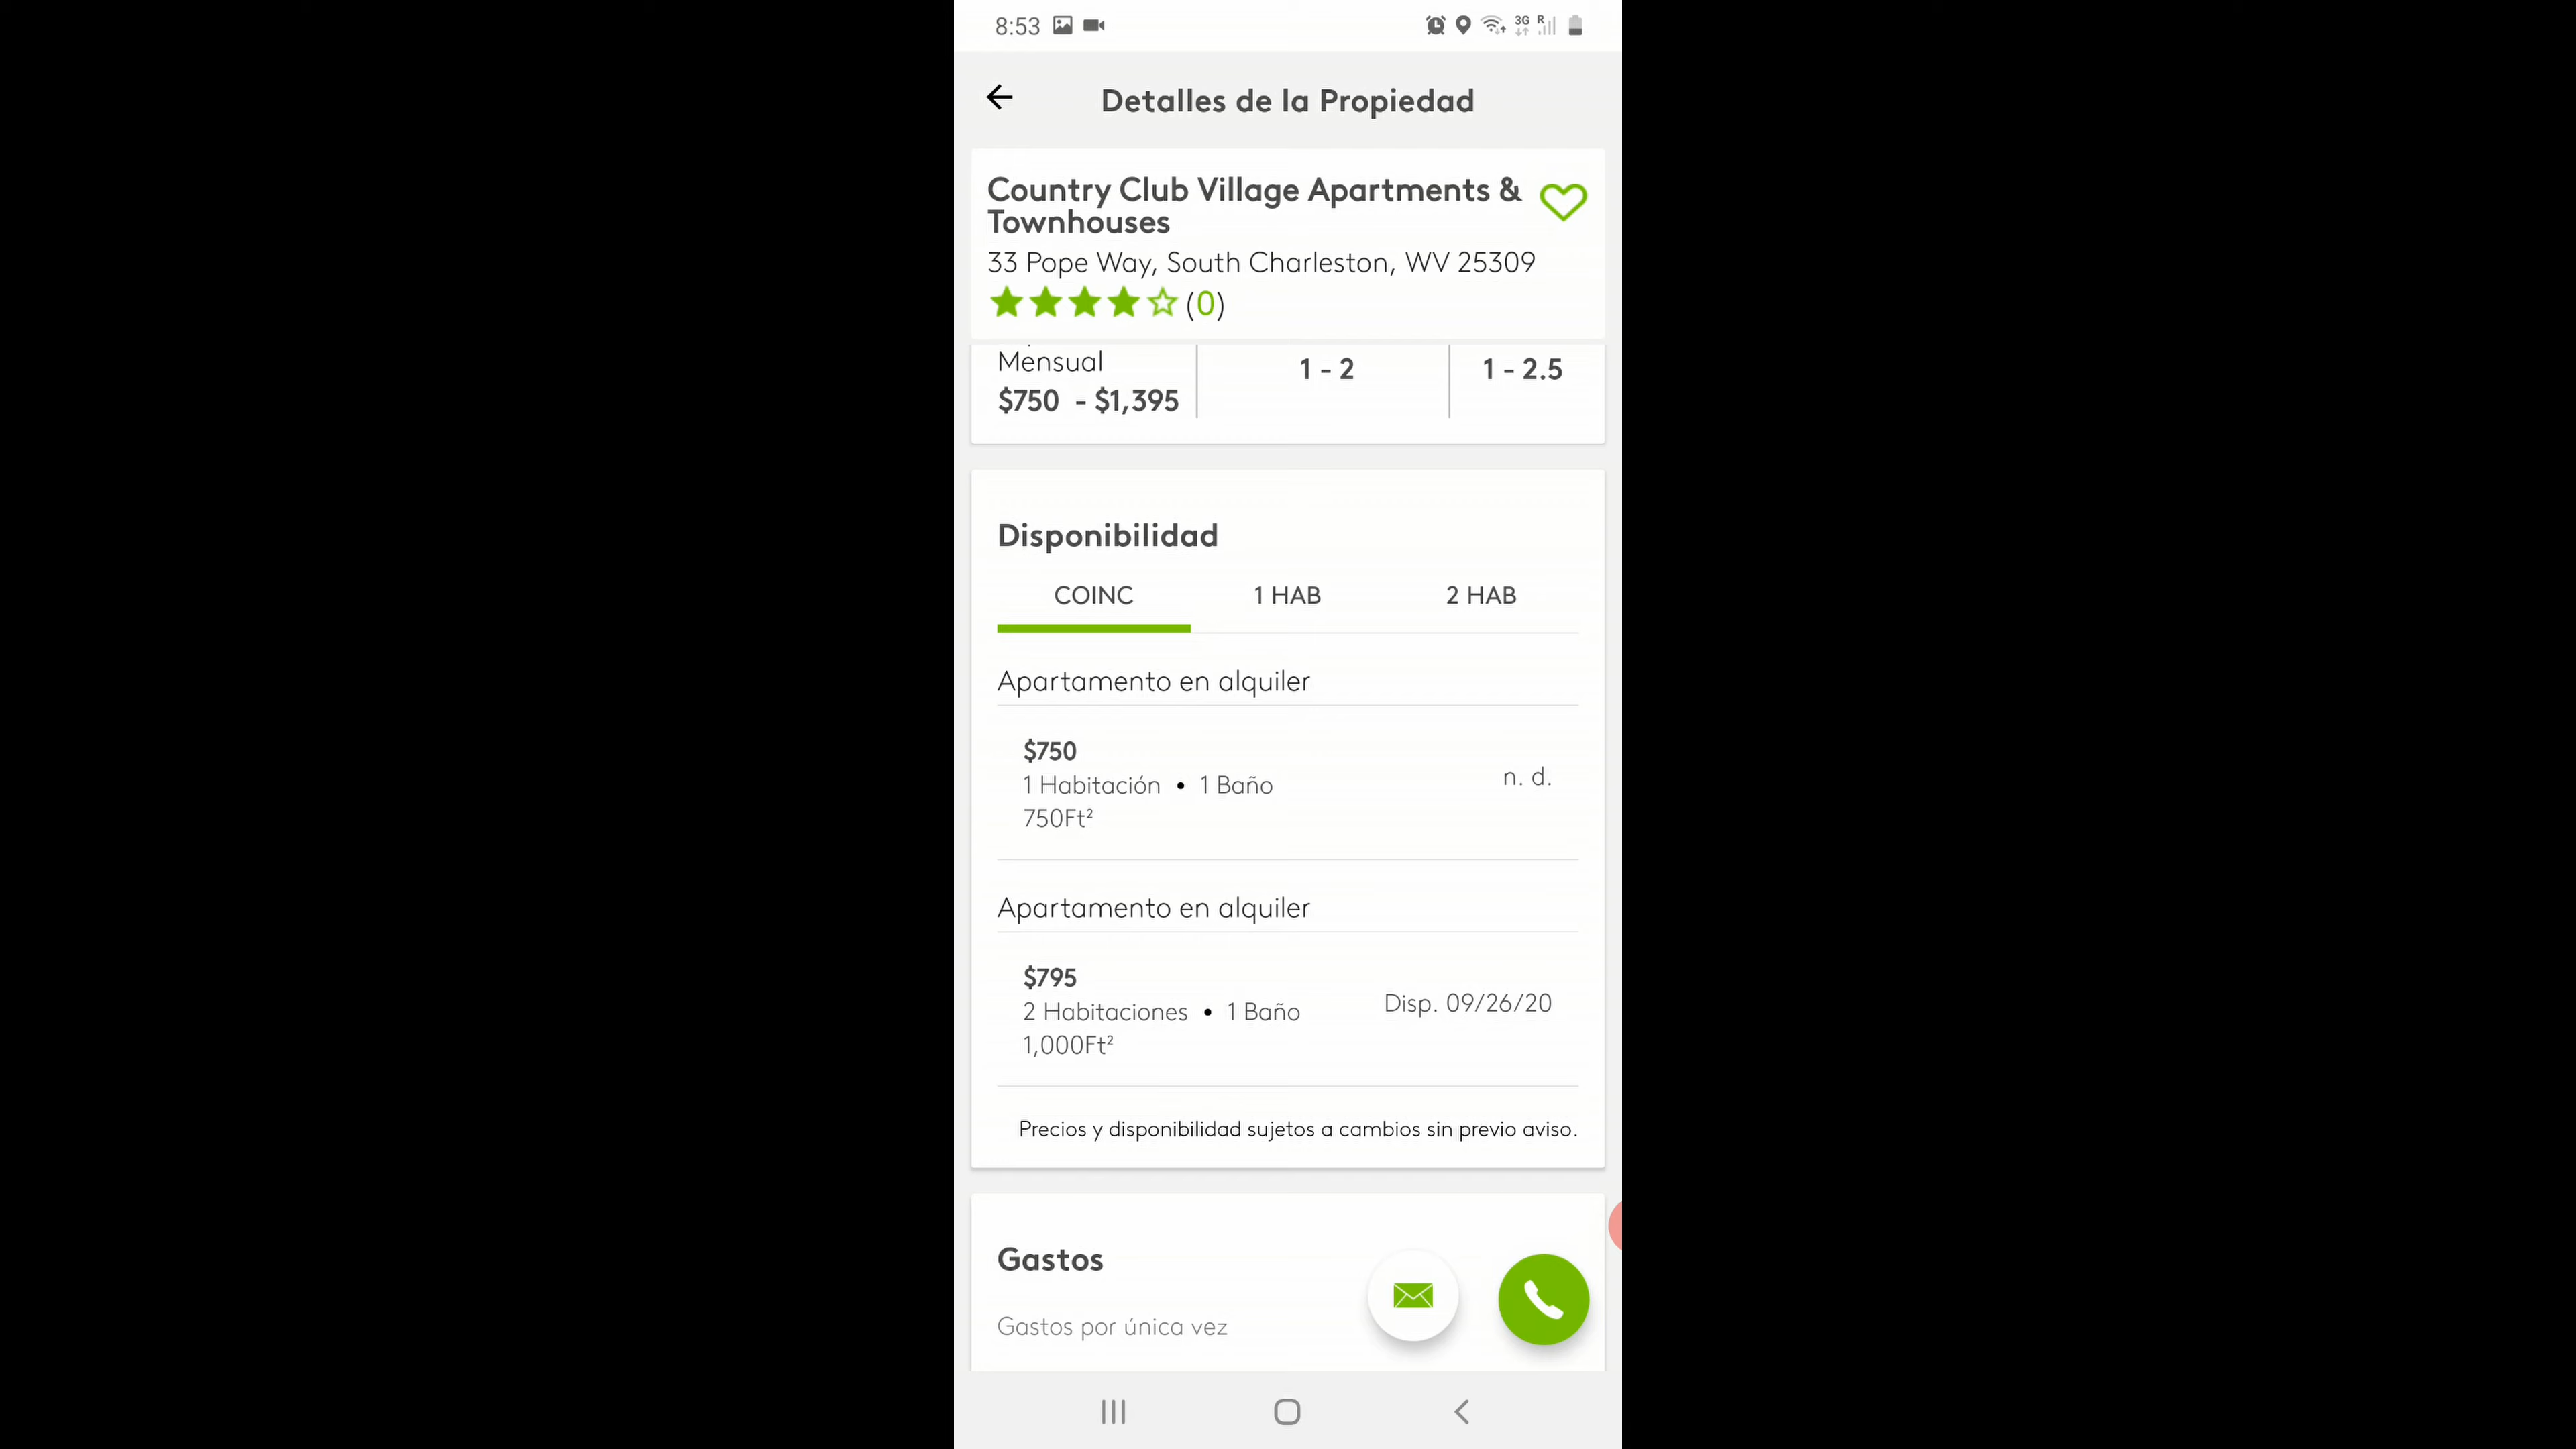 8:53
3G R
Detalles de la Propiedad
Country Club Village Apartments &
Townhouses
33 Pope Way, South Charleston, WV 25309
(0)
Mensual
$750 - $1,395
1 - 2
1 - 2.5
Disponibilidad
COINC
1 HAB
2 HAB
Apartamento en alquiler
$750
1 Habitación • 1 Baño
750Ft²
n. d.
Apartamento en alquiler
$795
2 Habitaciones • 1 Baño
1,000Ft²
Disp. 09/26/20
Precios y disponibilidad sujetos a cambios sin previo aviso.
Gastos
Gastos por única vez